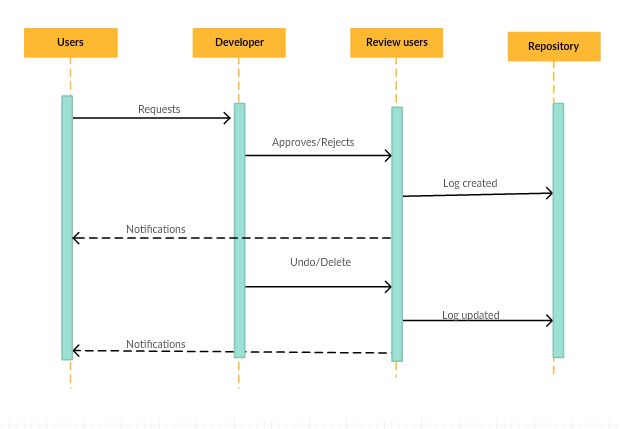 Users
Developer
Review users
Repository
Requests
Approves/Rejects
Log created
Notifications
Undo/Delete
Log updated
Notifications